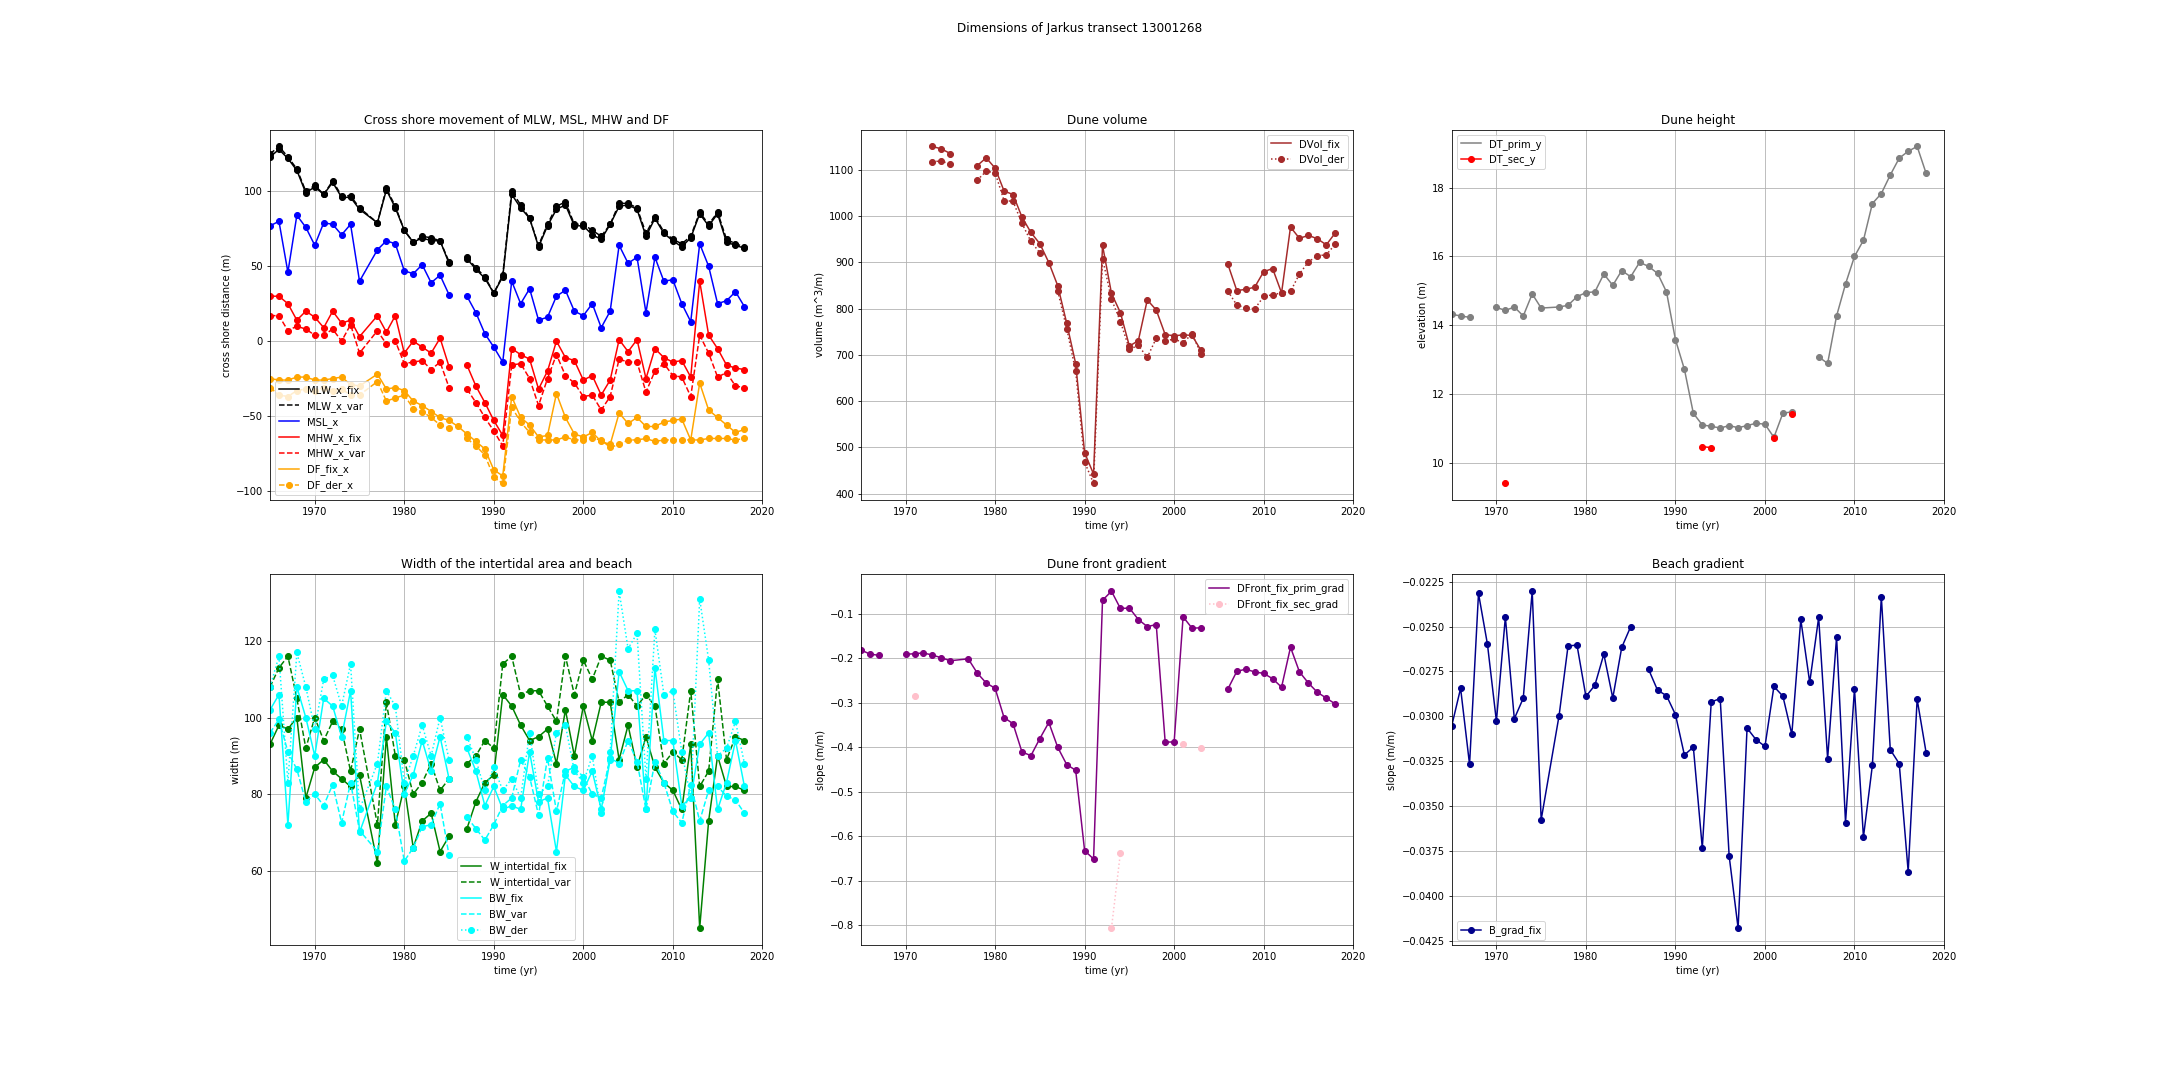 Dimensions of Jarkus transect 13001268
Cross shore movement of MLW, MSL, MHW and DF
cross shore distance (m)
100
50
0
−50
−100
MLW_x_fix
MLW_x_var
MSL_x
MHW_x_fix
MHW_x_var
DF_fix_x
DF_der_x
1970 1980 1990 2000 2010 2020
time (yr)
Dune volume
volume (m^3/m)
1100
1000
900
800
700
600
500
400
DVol_fix
DVol_der
1970 1980 1990 2000 2010 2020
time (yr)
Dune height
elevation (m)
18
16
14
12
10
DT_prim_y
DT_sec_y
1970 1980 1990 2000 2010 2020
time (yr)
Width of the intertidal area and beach
width (m)
120
100
80
60
W_intertidal_fix
W_intertidal_var
BW_fix
BW_var
BW_der
1970 1980 1990 2000 2010 2020
time (yr)
Dune front gradient
slope (m/m)
−0.1
−0.2
−0.3
−0.4
−0.5
−0.6
−0.7
−0.8
DFront_fix_prim_grad
DFront_fix_sec_grad
1970 1980 1990 2000 2010 2020
time (yr)
Beach gradient
slope (m/m)
−0.0225
−0.0250
−0.0275
−0.0300
−0.0325
−0.0350
−0.0375
−0.0400
−0.0425
B_grad_fix
1970 1980 1990 2000 2010 2020
time (yr)